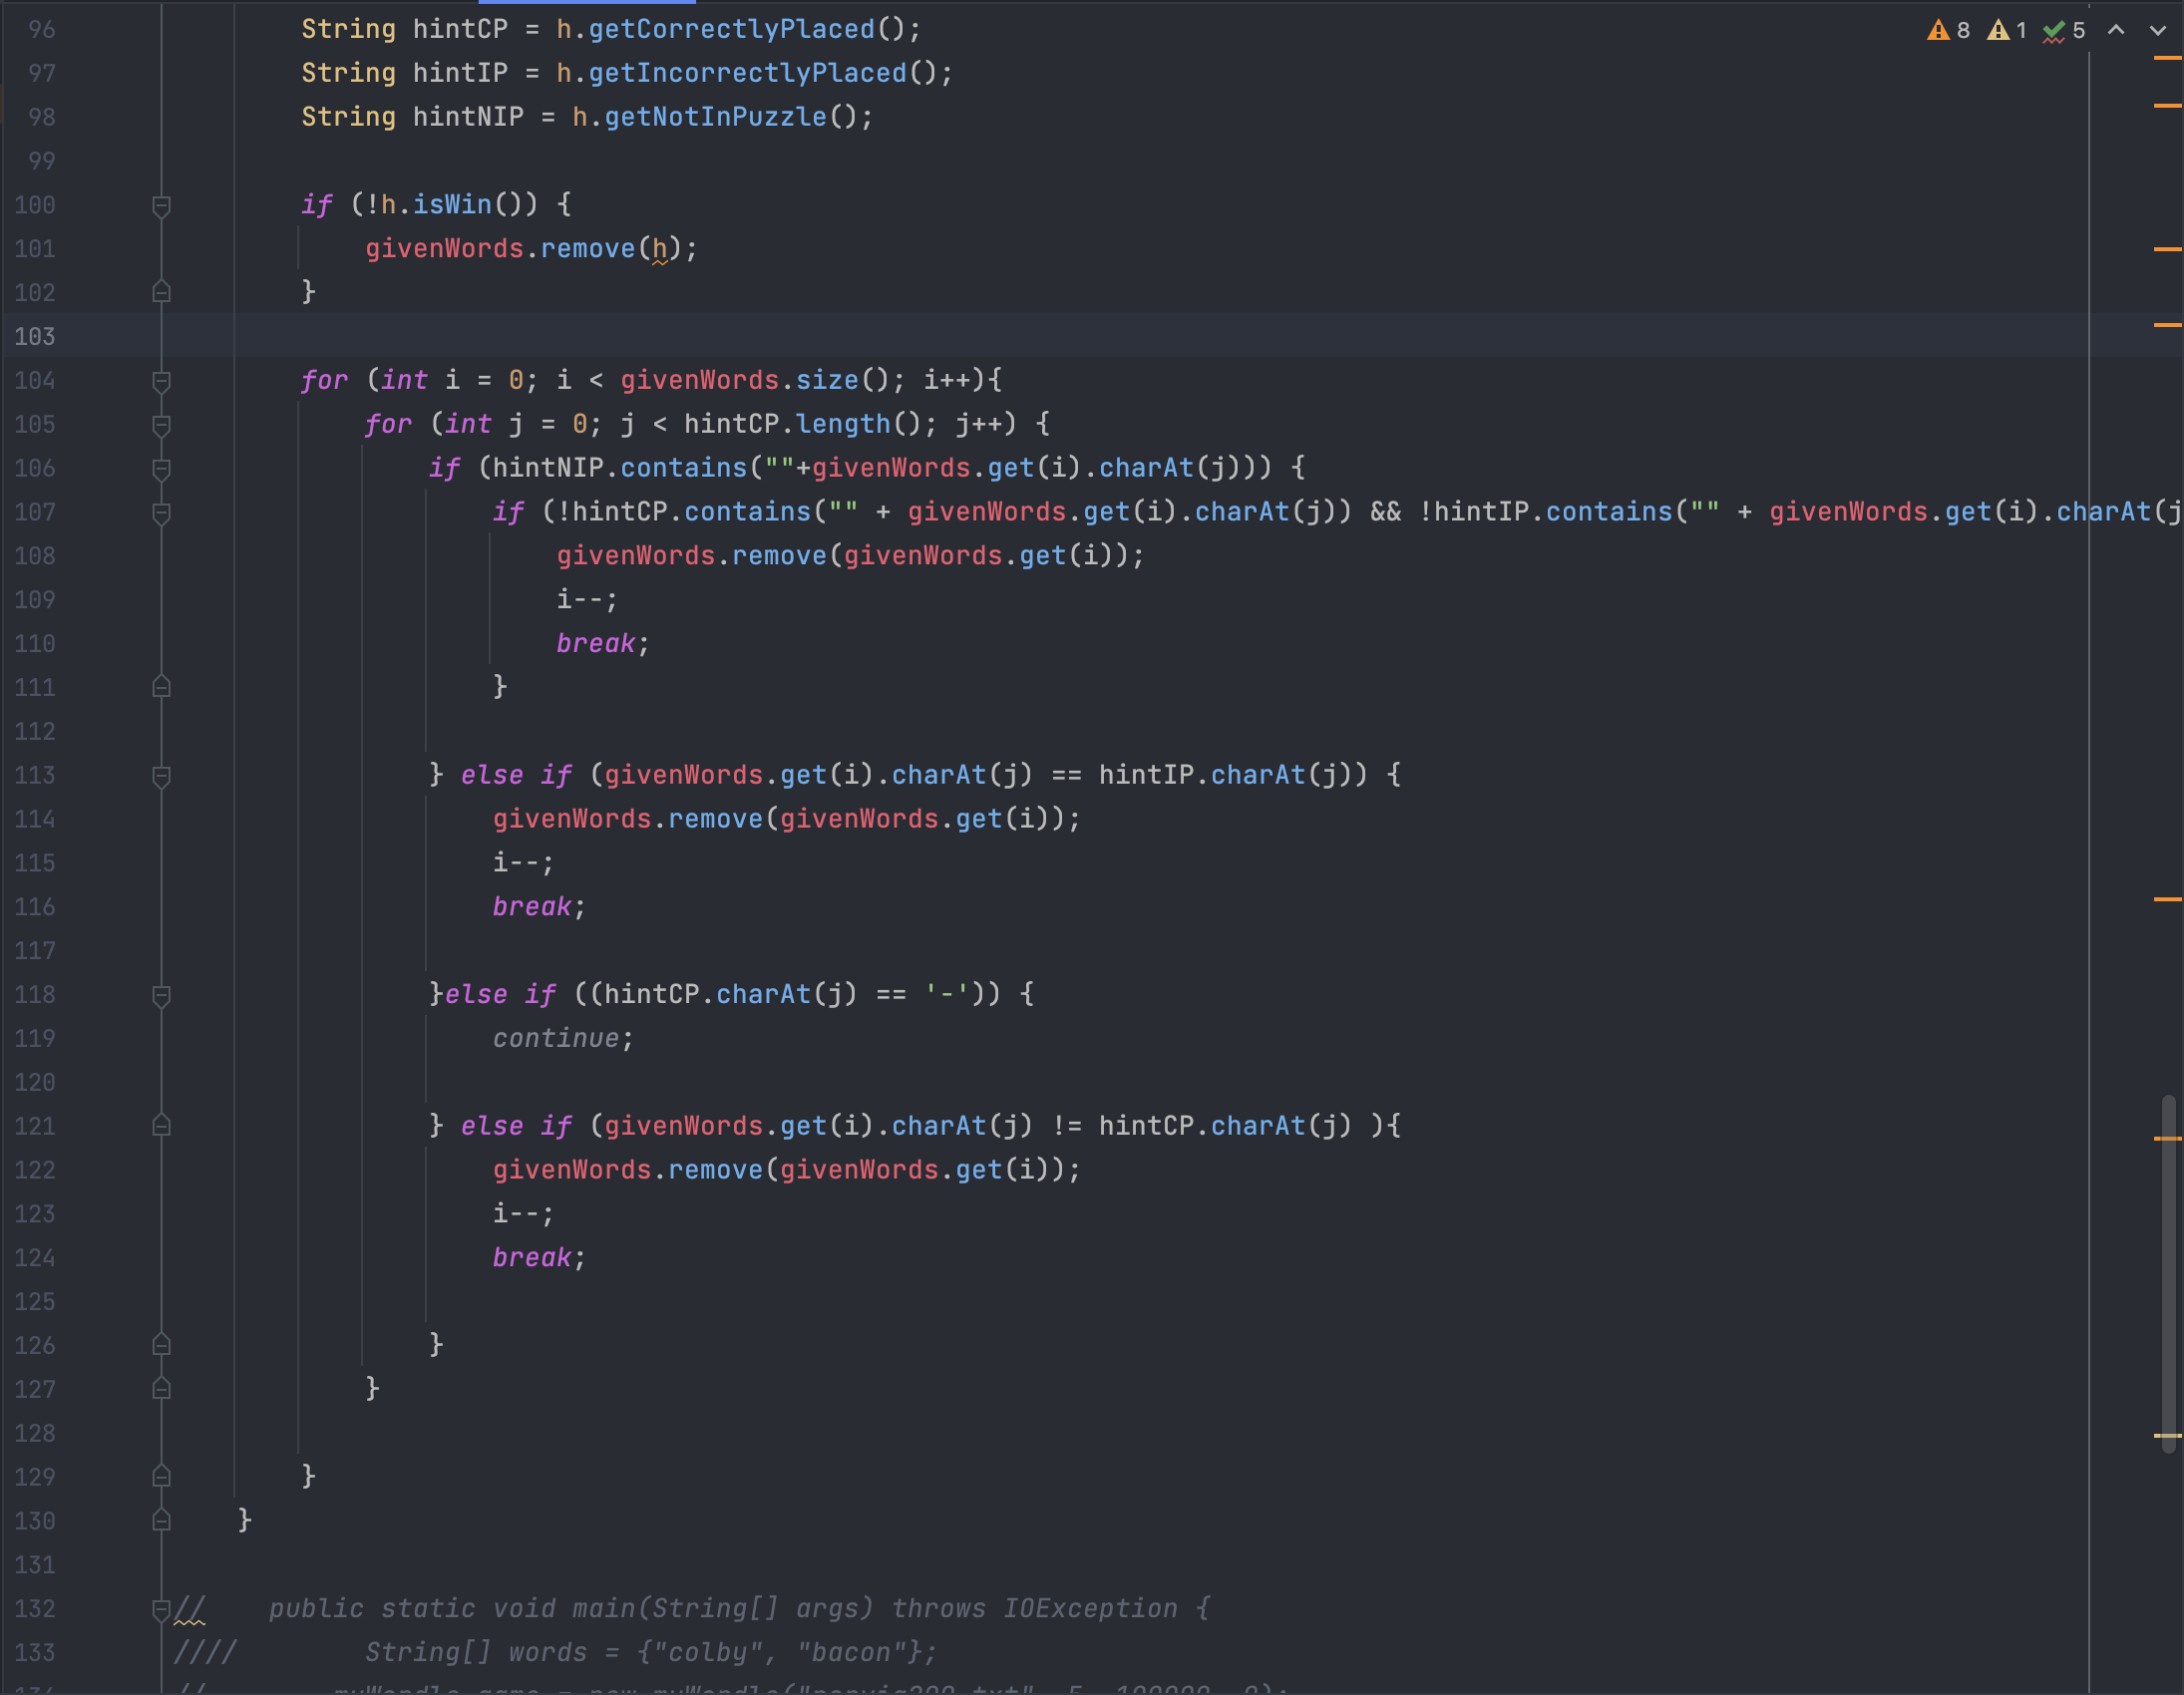 96 String hintCP = h.getCorrectlyPlaced();
8 1 5
97 String hintIP = h.getIncorrectlyPlaced();
98 String hintNIP = h.getNotInPuzzle();
99
100 if (!h.isWin()) {
101 givenWords.remove(h);
102 }
103
104 for (int i = 0; i < givenWords.size(); i++){
105 for (int j = 0; j < hintCP.length(); j++) {
106 if (hintNIP.contains(""+givenWords.get(i).charAt(j))) {
107 if (!hintCP.contains("" + givenWords.get(i).charAt(j)) && !hintIP.contains("" + givenWords.get(i).charAt(j
108 givenWords.remove(givenWords.get(i));
109 i--;
110 break;
111 }
112
113 } else if (givenWords.get(i).charAt(j) == hintIP.charAt(j)) {
114 givenWords.remove(givenWords.get(i));
115 i--;
116 break;
117
118 }else if ((hintCP.charAt(j) == '-')) {
119 continue;
120
121 } else if (givenWords.get(i).charAt(j) != hintCP.charAt(j) ){
122 givenWords.remove(givenWords.get(i));
123 i--;
124 break;
125
126 }
127 }
128
129 }
130 }
131
132 // public static void main(String[] args) throws IOException {
133 //// String[] words = {"colby", "bacon"};
134 // game = new